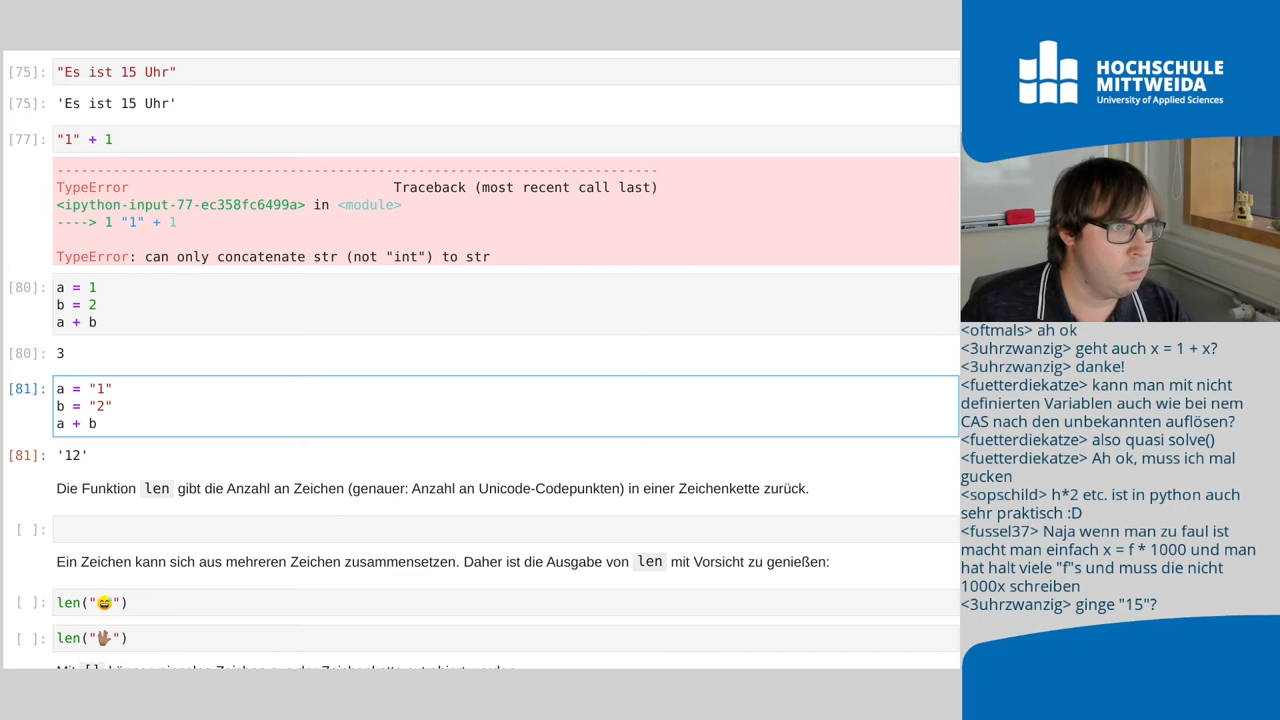 [75]: "Es ist 15 Uhr"
[75]: 'Es ist 15 Uhr'
[77]: "1" + 1
---------------------------------------------------------------------------
TypeError Traceback (most recent call last)
<ipython-input-77-ec358fc6499a> in <module>
----> 1 "1" + 1
TypeError: can only concatenate str (not "int") to str
[80]: a = 1
b = 2
a + b
[80]: 3
[81]: a = "1"
b = "2"
a + b
[81]: '12'
Die Funktion len gibt die Anzahl an Zeichen (genauer: Anzahl an Unicode-Codepunkten) in einer Zeichenkette zurück.
[ ]:
Ein Zeichen kann sich aus mehreren Zeichen zusammensetzen. Daher ist die Ausgabe von len mit Vorsicht zu genießen:
[ ]: len("😅")
[ ]: len("🖖🏽")
HOCHSCHULE
MITTWEIDA
University of Applied Sciences
<oftmals> ah ok
<3uhrzwanzig> geht auch x = 1 + x?
<3uhrzwanzig> danke!
<fuetterdiekatze> kann man mit nicht
definierten Variablen auch wie bei nem
CAS nach den unbekannten auflösen?
<fuetterdiekatze> also quasi solve()
<fuetterdiekatze> Ah ok, muss ich mal
gucken
<sopschild> h*2 etc. ist in python auch
sehr praktisch :D
<fussel37> Naja wenn man zu faul ist
macht man einfach x = f * 1000 und man
hat halt viele "f"s und muss die nicht
1000x schreiben
<3uhrzwanzig> ginge "15"?